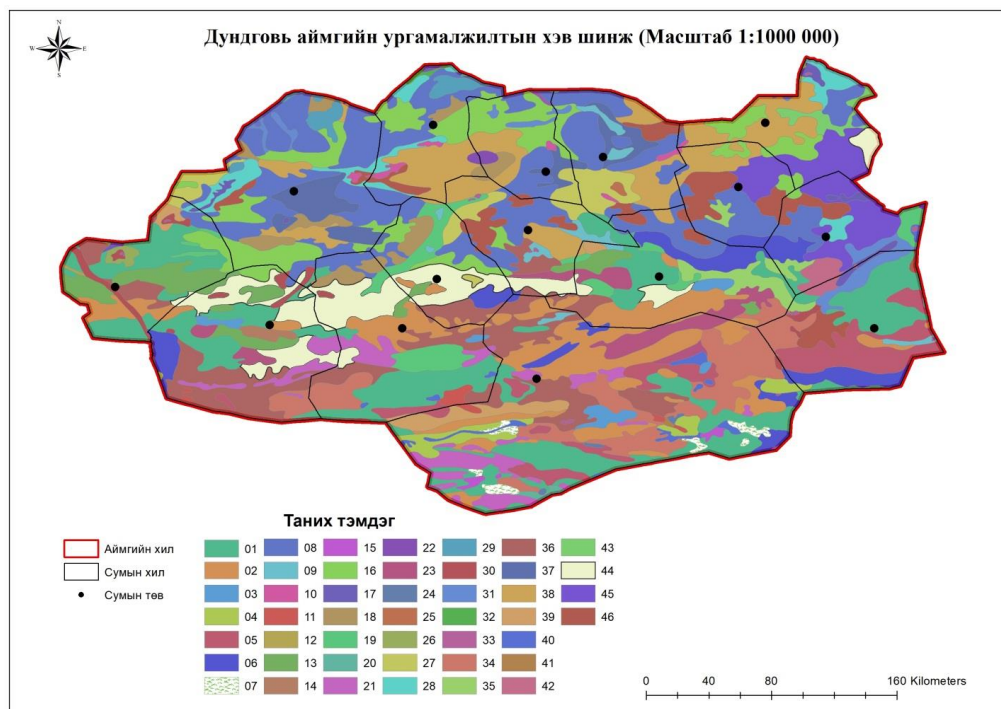 N
W E
S
Дундговь аймгийн ургамалжилтын хэв шинж (Масштаб 1:1000 000)
Таних тэмдэг
Аймгийн хил
Сумын хил
Сумын төв
01 08 15 22 29 36 43
02 09 16 23 30 37 44
03 10 17 24 31 38 45
04 11 18 25 32 39 46
05 12 19 26 33 40
06 13 20 27 34 41
07 14 21 28 35 42
0 40 80 160 Kilometers